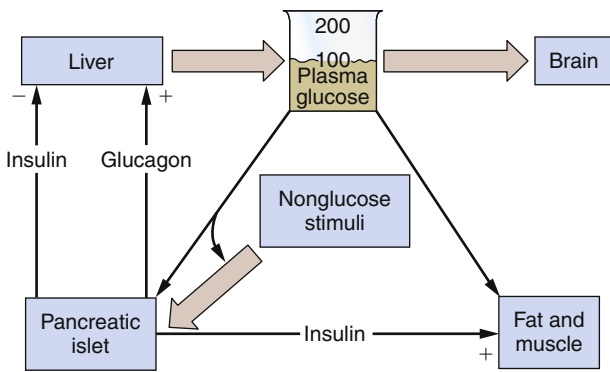 200
Liver
100
Plasma
glucose
Brain
− +
Insulin Glucagon
Nonglucose
stimuli
Pancreatic
islet
Insulin
+
Fat and
muscle